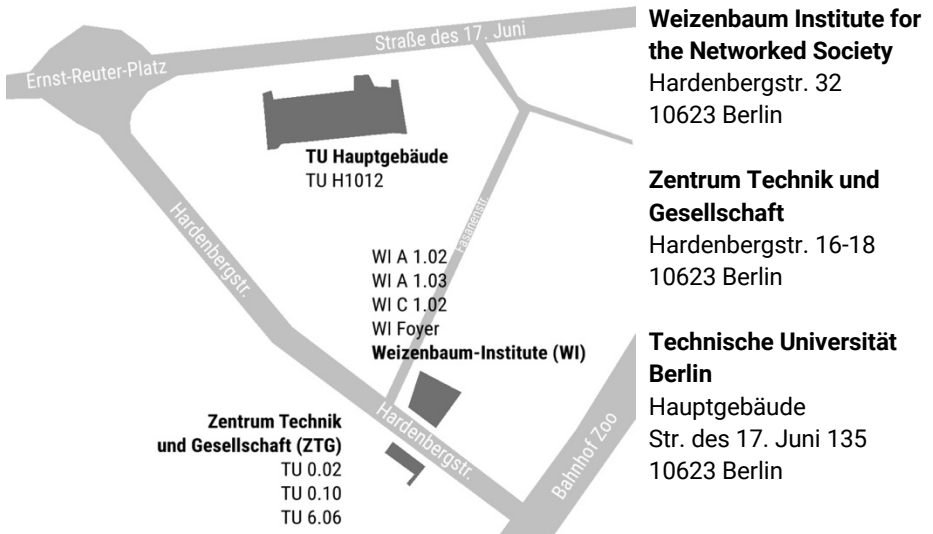 Straße des 17. Juni
Ernst-Reuter-Platz
TU Hauptgebäude
TU H1012
Hardenbergstr.
Fasanenstr.
WI A 1.02
WI A 1.03
WI C 1.02
WI Foyer
Weizenbaum-Institute (WI)
Zentrum Technik
und Gesellschaft (ZTG)
TU 0.02
TU 0.10
TU 6.06
Hardenbergstr.
Bahnhof Zoo
Weizenbaum Institute for
the Networked Society
Hardenbergstr. 32
10623 Berlin
Zentrum Technik und
Gesellschaft
Hardenbergstr. 16-18
10623 Berlin
Technische Universität
Berlin
Hauptgebäude
Str. des 17. Juni 135
10623 Berlin